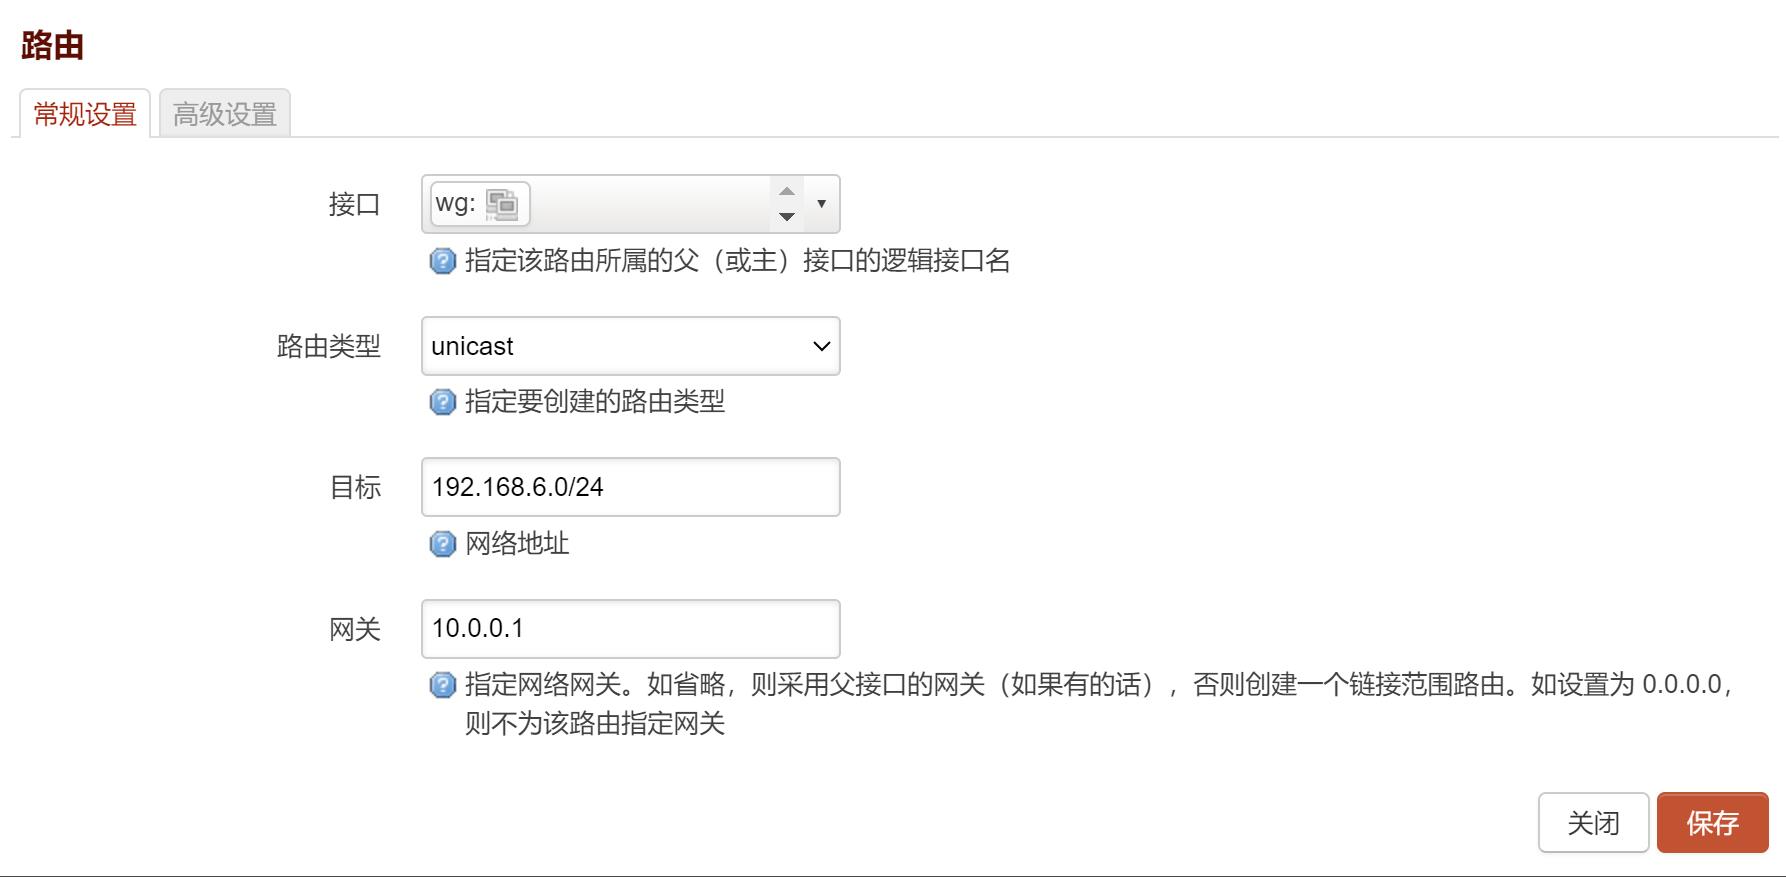 路由
常规设置 高级设置
接口 wg:
指定该路由所属的父（或主）接口的逻辑接口名
路由类型 unicast
指定要创建的路由类型
目标 192.168.6.0/24
网络地址
网关 10.0.0.1
指定网络网关。如省略，则采用父接口的网关（如果有的话），否则创建一个链接范围路由。如设置为 0.0.0.0，
则不为该路由指定网关
关闭 保存